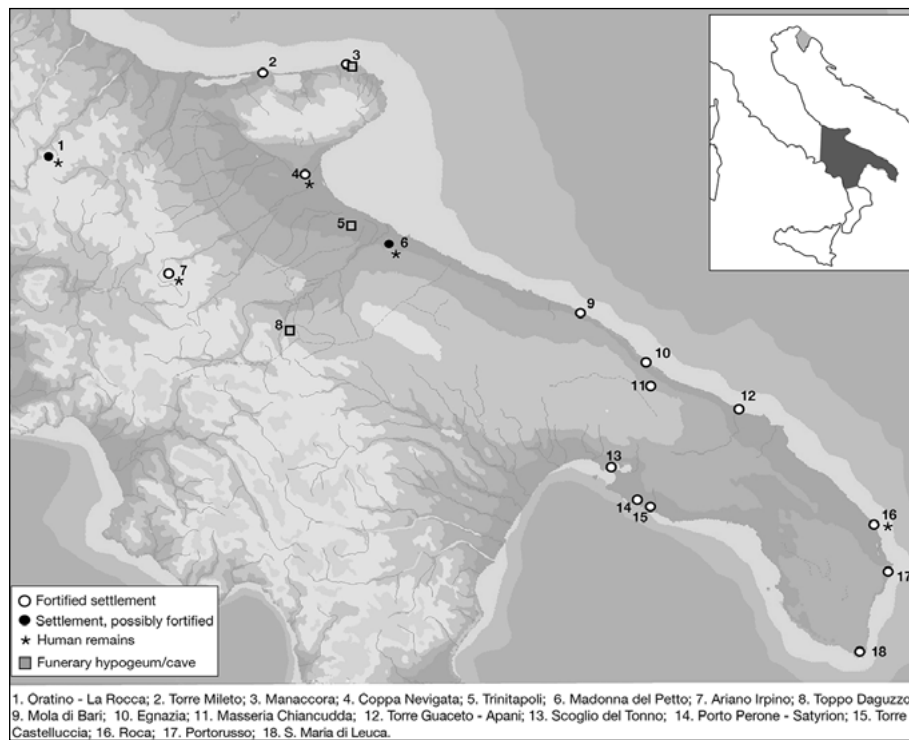 2
3
1
4
5
6
7
8
9
10
11
12
13
14
15
16
17
18
Fortified settlement
Settlement, possibly fortified
Human remains
Funerary hypogeum/cave
1. Oratino - La Rocca; 2. Torre Mileto; 3. Manaccora; 4. Coppa Nevigata; 5. Trinitapoli; 6. Madonna del Petto; 7. Ariano Irpino; 8. Toppo Daguzzo
9. Mola di Bari; 10. Egnazia; 11. Masseria Chiancudda; 12. Torre Guaceto - Apani; 13. Scoglio del Tonno; 14. Porto Perone - Satyrion; 15. Torre
Castelluccia; 16. Roca; 17. Portorusso; 18. S. Maria di Leuca.